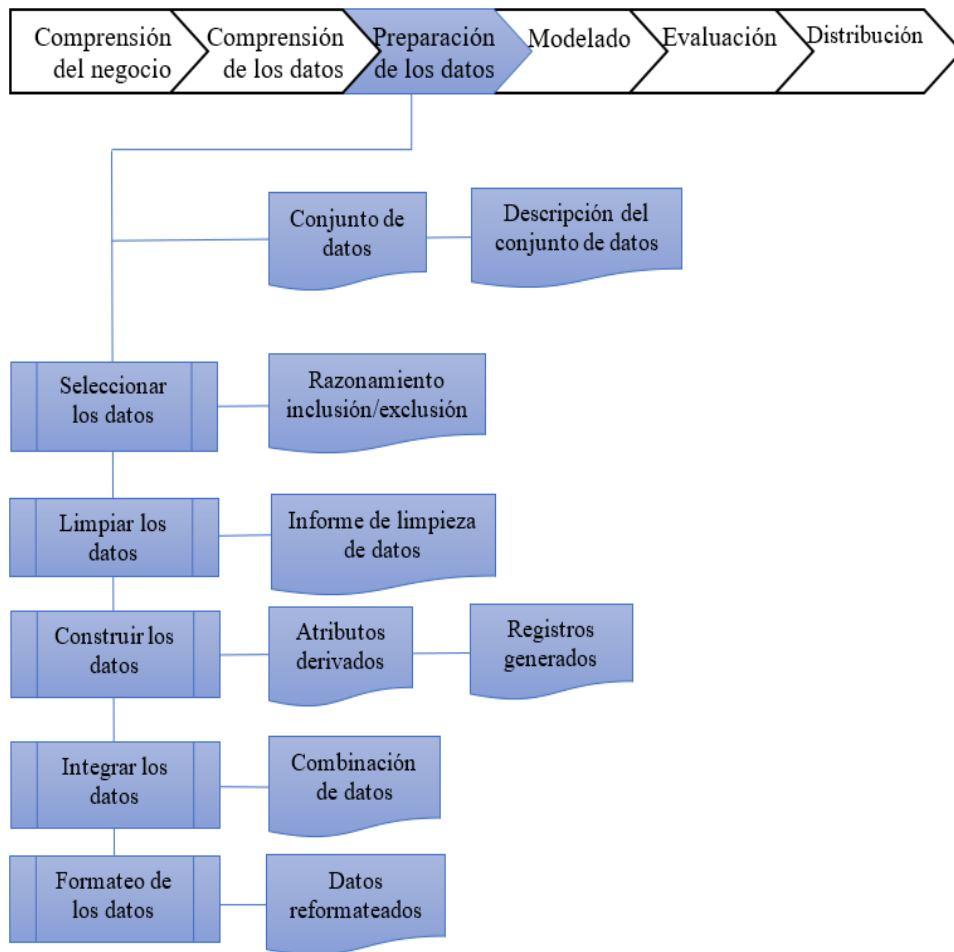 Comprensión
del negocio
Comprensión
de los datos
Preparación
de los datos
Modelado
Evaluación
Distribución
Conjunto de
datos
Descripción del
conjunto de datos
Seleccionar
los datos
Razonamiento
inclusión/exclusión
Limpiar los
datos
Informe de limpieza
de datos
Construir los
datos
Atributos
derivados
Registros
generados
Integrar los
datos
Combinación
de datos
Formateo de
los datos
Datos
reformateados